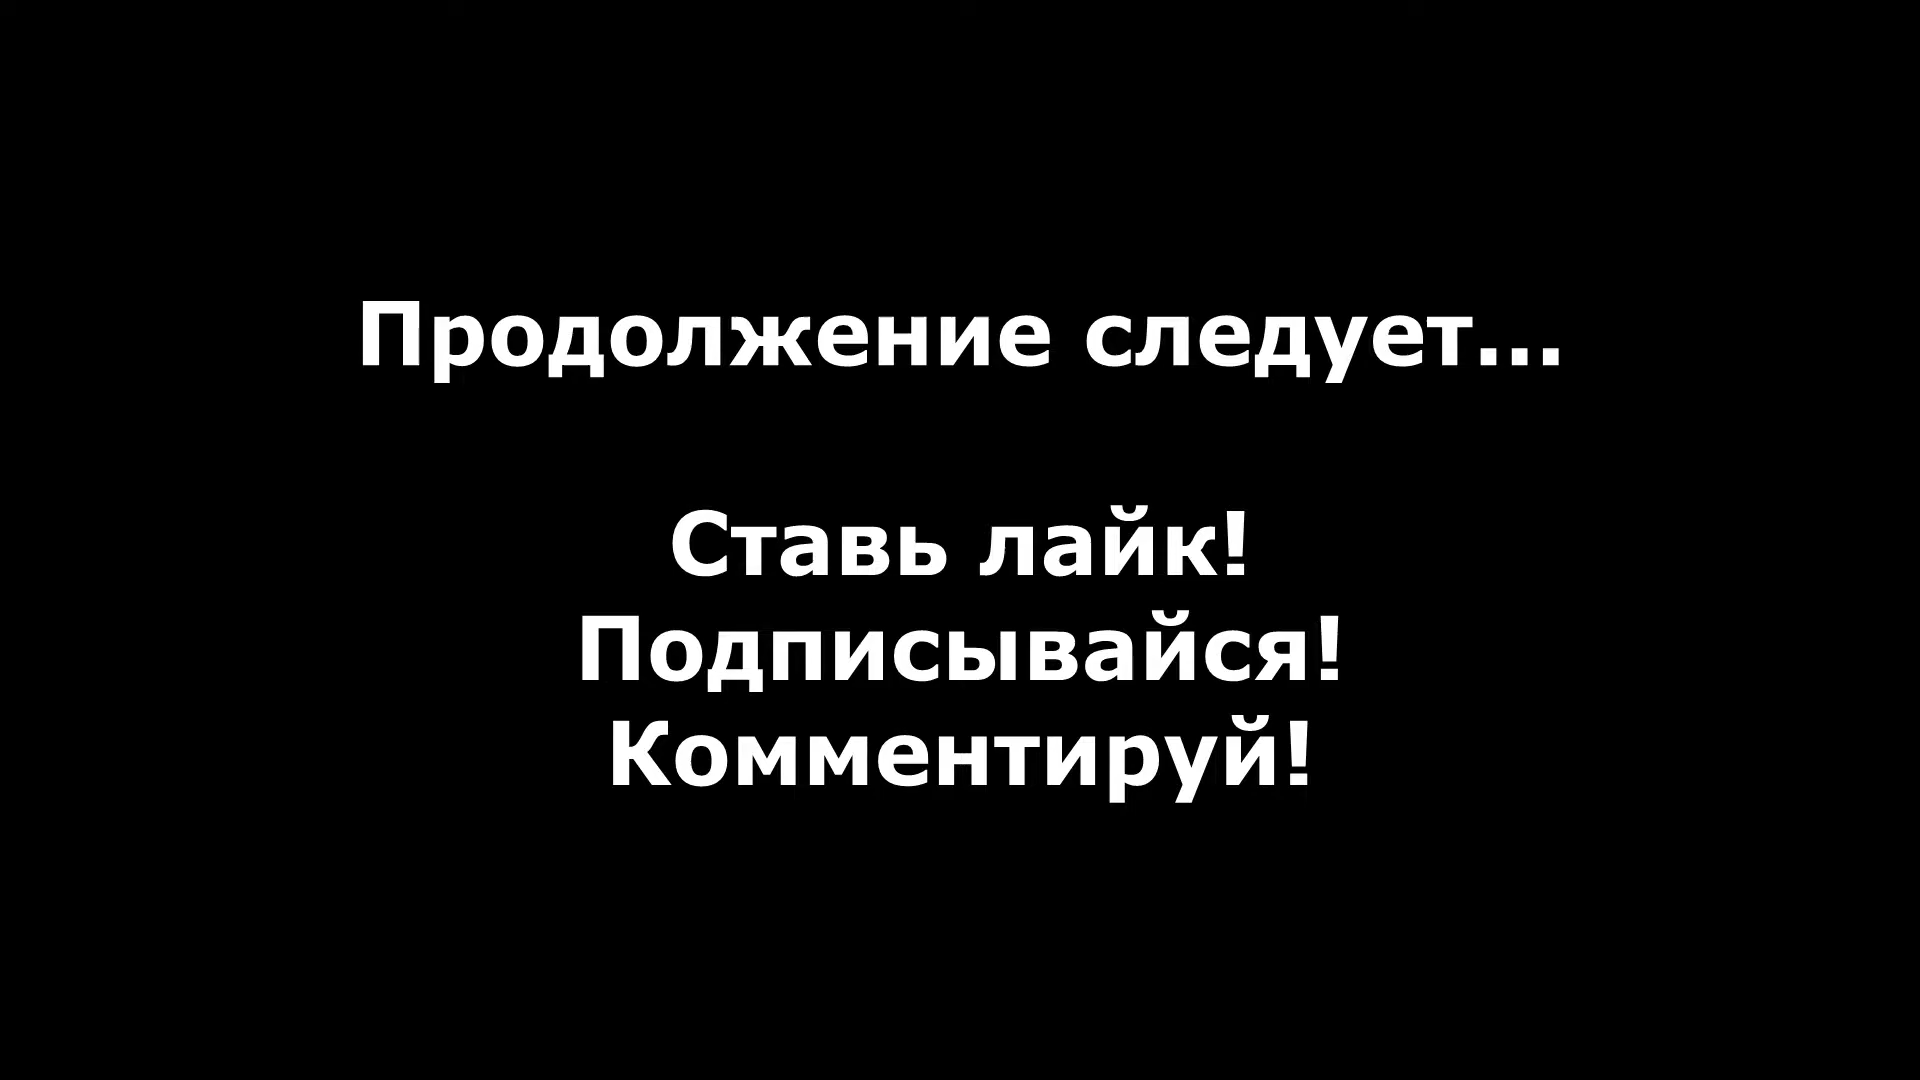 Продолжение следует...
Ставь лайк!
Подписывайся!
Комментируй!